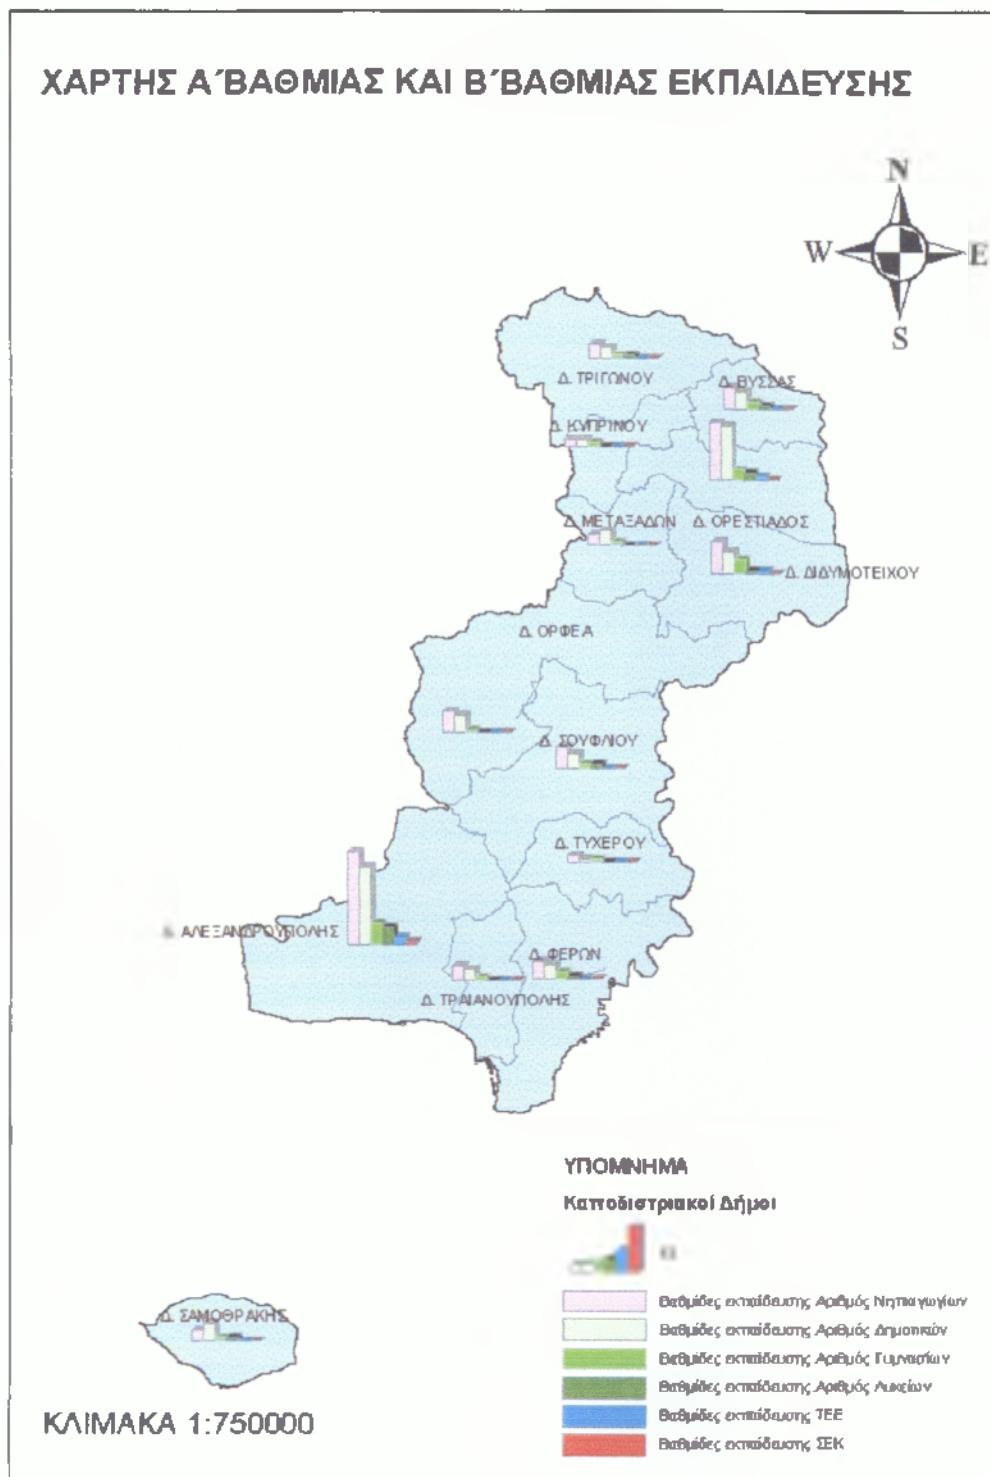 ΧΑΡΤΗΣ Α΄ΒΑΘΜΙΑΣ ΚΑΙ Β΄ΒΑΘΜΙΑΣ ΕΚΠΑΙΔΕΥΣΗΣ
N
W E
S
Δ. ΤΡΙΓΩΝΟΥ
Δ. ΒΥΣΣΑΣ
Δ. ΚΥΠΡΙΝΟΥ
Δ. ΜΕΤΑΞΑΔΩΝ
Δ. ΟΡΕΣΤΙΑΔΟΣ
Δ. ΔΙΔΥΜΟΤΕΙΧΟΥ
Δ. ΟΡΦΕΑ
Δ. ΣΟΥΦΛΙΟΥ
Δ. ΤΥΧΕΡΟΥ
ΑΛΕΞΑΝΔΡΟΥΠΟΛΗΣ
Δ. ΦΕΡΩΝ
Δ. ΤΡΑΙΑΝΟΥΠΟΛΗΣ
ΥΠΟΜΝΗΜΑ
Καποδιστριακοί Δήμοι
Βαθμίδες εκπαίδευσης Αριθμός Νηπιαγωγίων
Βαθμίδες εκπαίδευσης Αριθμός Δημοτικών
Βαθμίδες εκπαίδευσης Αριθμός Γυμνασίων
Βαθμίδες εκπαίδευσης Αριθμός Λυκείων
Βαθμίδες εκπαίδευσης ΤΕΕ
Βαθμίδες εκπαίδευσης ΣΕΚ
Δ. ΣΑΜΟΘΡΑΚΗΣ
ΚΛΙΜΑΚΑ 1:750000